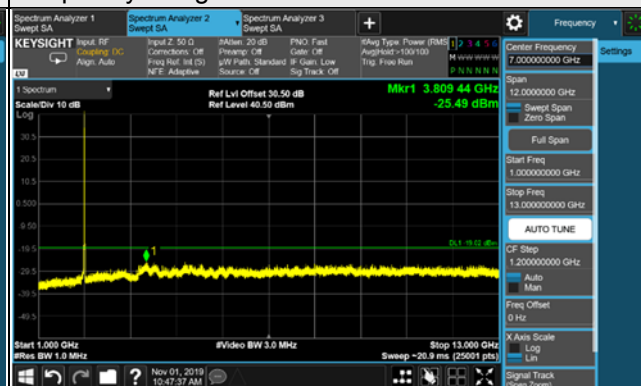 Spectrum Analyzer 1
Swept SA
Spectrum Analyzer 2
Swept SA
Spectrum Analyzer 3
Swept SA
+
Frequency
KEYSIGHT
Input: RF
Coupling: DC
Align: Auto
Input Z: 50 Ω
Corrections: Off
Freq Ref: Int (S)
NFE: Adaptive
#Atten: 20 dB
Preamp: Off
µW Path: Standard
Source: Off
PNO: Fast
Gate: Off
IF Gain: Low
Sig Track: Off
#Avg Type: Power (RMS)
Avg|Hold >100/100
Trig: Free Run
1 2 3 4 5 6
M W W W W W
P N N N N N
LXI
1 Spectrum
Scale/Div 10 dB
Log
Ref Lvl Offset 30.50 dB
Ref Level 40.50 dBm
Mkr1 3.809 44 GHz
-25.49 dBm
30.5
20.5
10.5
0.500
-9.50
-19.5
-29.5
-39.5
-49.5
1
Start 1.000 GHz
#Res BW 1.0 MHz
#Video BW 3.0 MHz
Stop 13.000 GHz
Sweep ~20.9 ms (25001 pts)
Nov 01, 2019
10:47:37 AM
Center Frequency
7.000000000 GHz
Settings
Span
12.0000000 GHz
Swept Span
Zero Span
Full Span
Start Freq
1.000000000 GHz
Stop Freq
13.000000000 GHz
AUTO TUNE
CF Step
1.200000000 GHz
Auto
Man
Freq Offset
0 Hz
X Axis Scale
Log
Lin
Signal Track
(Span Zoom)